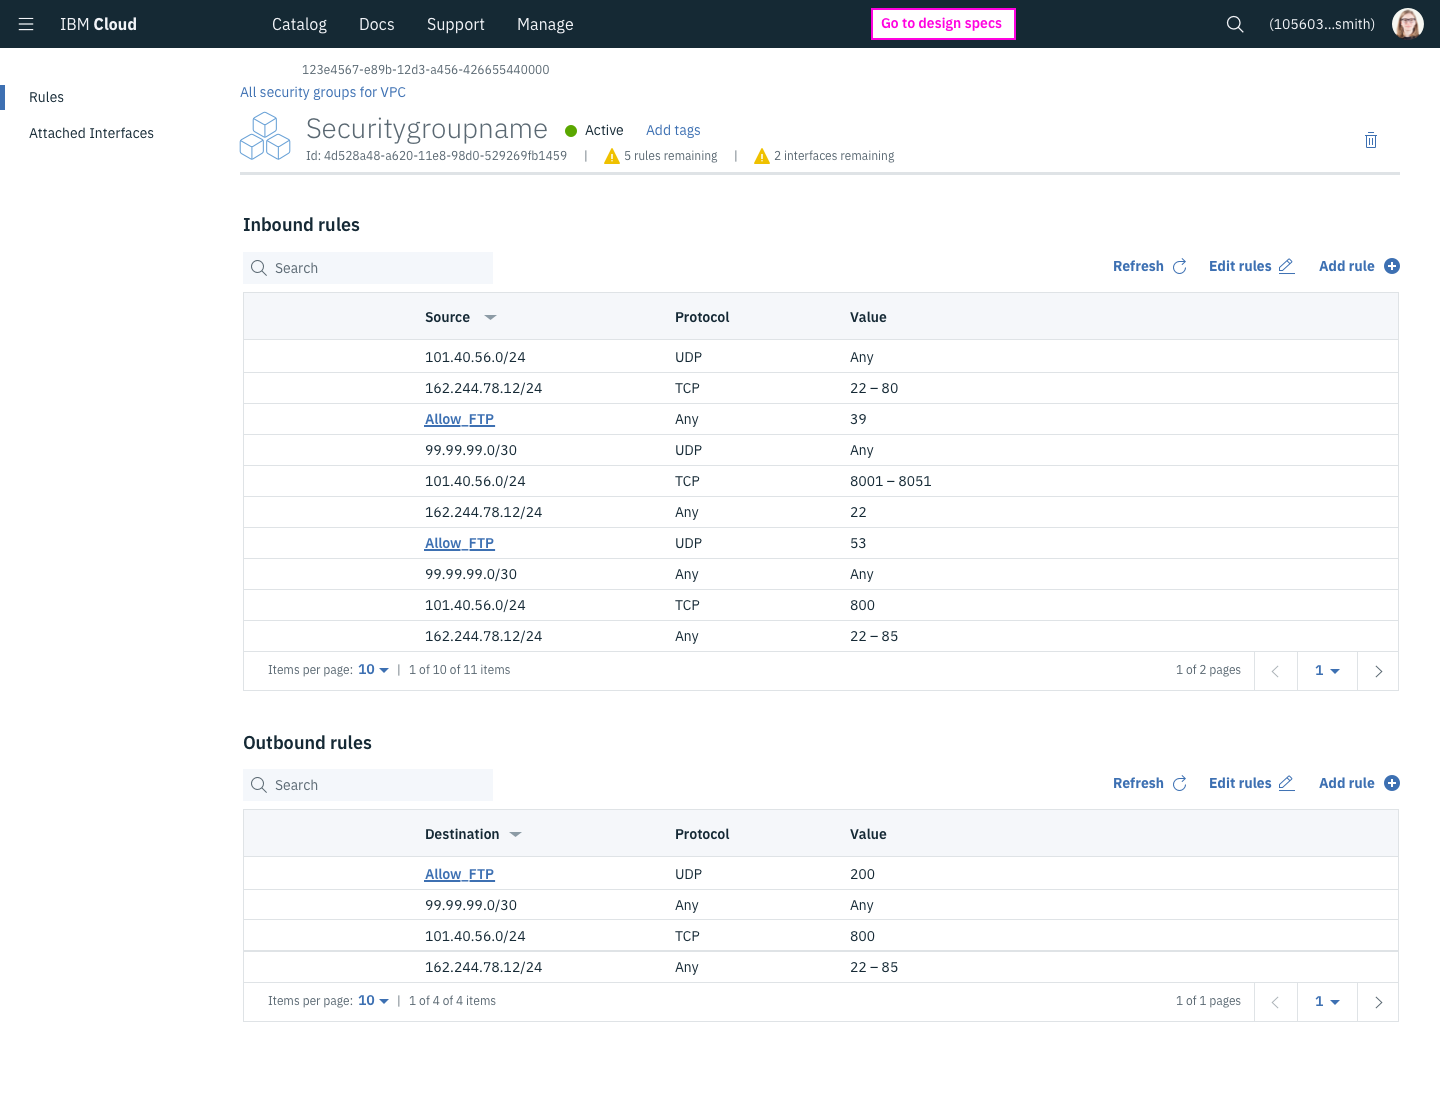 IBM Cloud Catalog Docs Support Manage Go to design specs (105603...smith)
123e4567-e89b-12d3-a456-426655440000
Rules
Attached Interfaces
All security groups for VPC
Securitygroupname Active Add tags
Id: 4d528a48-a620-11e8-98d0-529269fb1459 | 5 rules remaining | 2 interfaces remaining
Inbound rules
Search Refresh Edit rules Add rule
Source Protocol Value
101.40.56.0/24 UDP Any
162.244.78.12/24 TCP 22 – 80
Allow_FTP Any 39
99.99.99.0/30 UDP Any
101.40.56.0/24 TCP 8001 – 8051
162.244.78.12/24 Any 22
Allow_FTP UDP 53
99.99.99.0/30 Any Any
101.40.56.0/24 TCP 800
162.244.78.12/24 Any 22 – 85
Items per page: 10 | 1 of 10 of 11 items 1 of 2 pages 1
Outbound rules
Search Refresh Edit rules Add rule
Destination Protocol Value
Allow_FTP UDP 200
99.99.99.0/30 Any Any
101.40.56.0/24 TCP 800
162.244.78.12/24 Any 22 – 85
Items per page: 10 | 1 of 4 of 4 items 1 of 1 pages 1